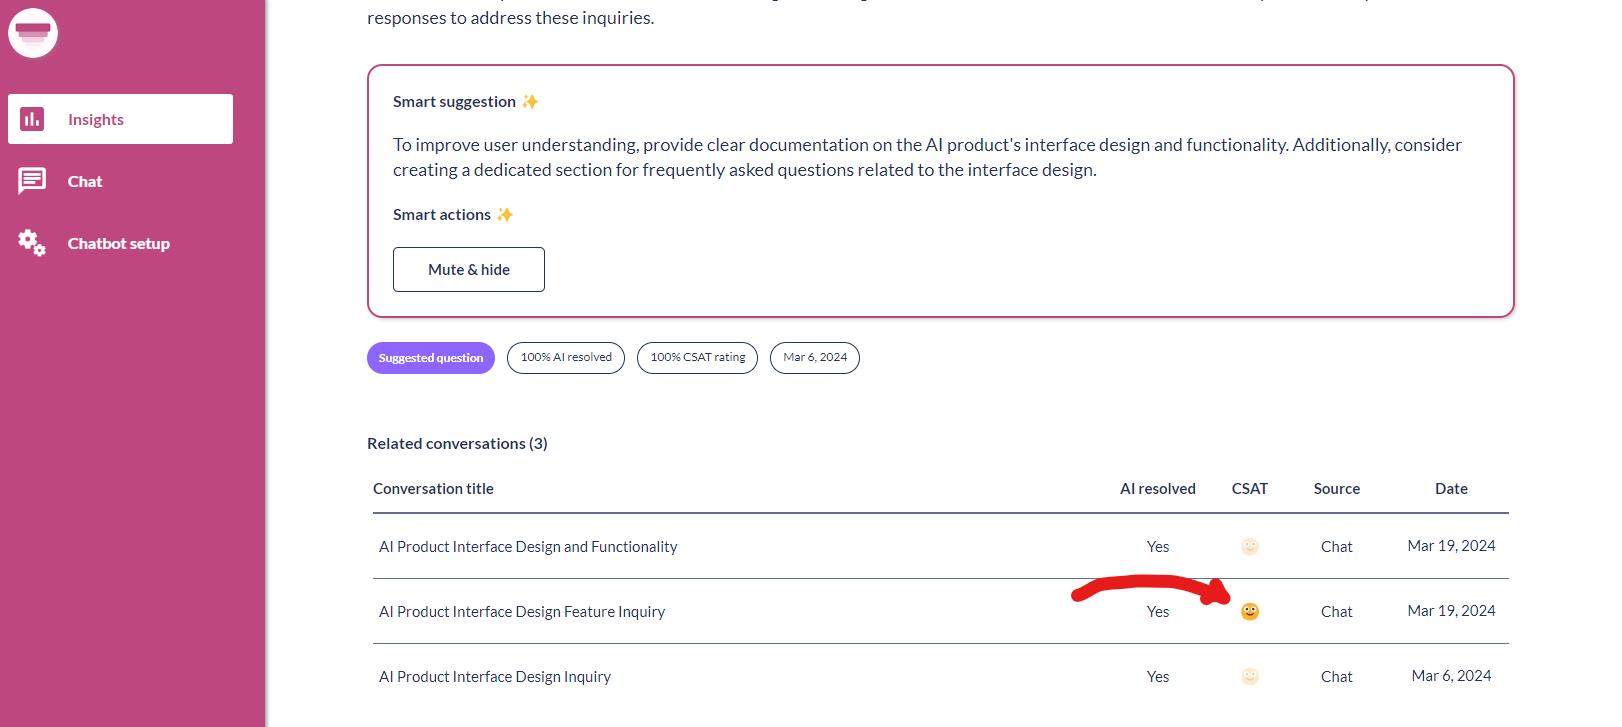 responses to address these inquiries.
Insights
Chat
Chatbot setup
Smart suggestion ✨
To improve user understanding, provide clear documentation on the AI product's interface design and functionality. Additionally, consider
creating a dedicated section for frequently asked questions related to the interface design.
Smart actions ✨
Mute & hide
Suggested question 100% AI resolved 100% CSAT rating Mar 6, 2024
Related conversations (3)
Conversation title AI resolved CSAT Source Date
AI Product Interface Design and Functionality Yes Chat Mar 19, 2024
AI Product Interface Design Feature Inquiry Yes Chat Mar 19, 2024
AI Product Interface Design Inquiry Yes Chat Mar 6, 2024